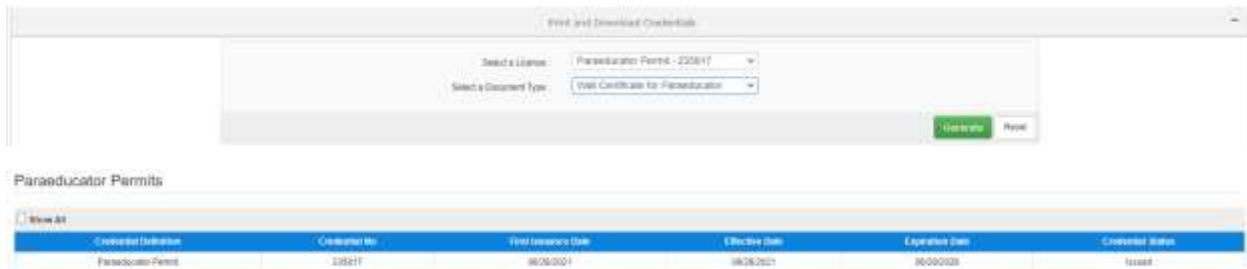 Print and Download Credentials
Select a License: Paraeducator Permit - 235817
Select a Document Type: Wall Certificate for Paraeducator
Generate Reset
Paraeducator Permits
Show All
Credential Definition Credential No First Issuance Date Effective Date Expiration Date Credential Status
Paraeducator Permit 235817 Issued